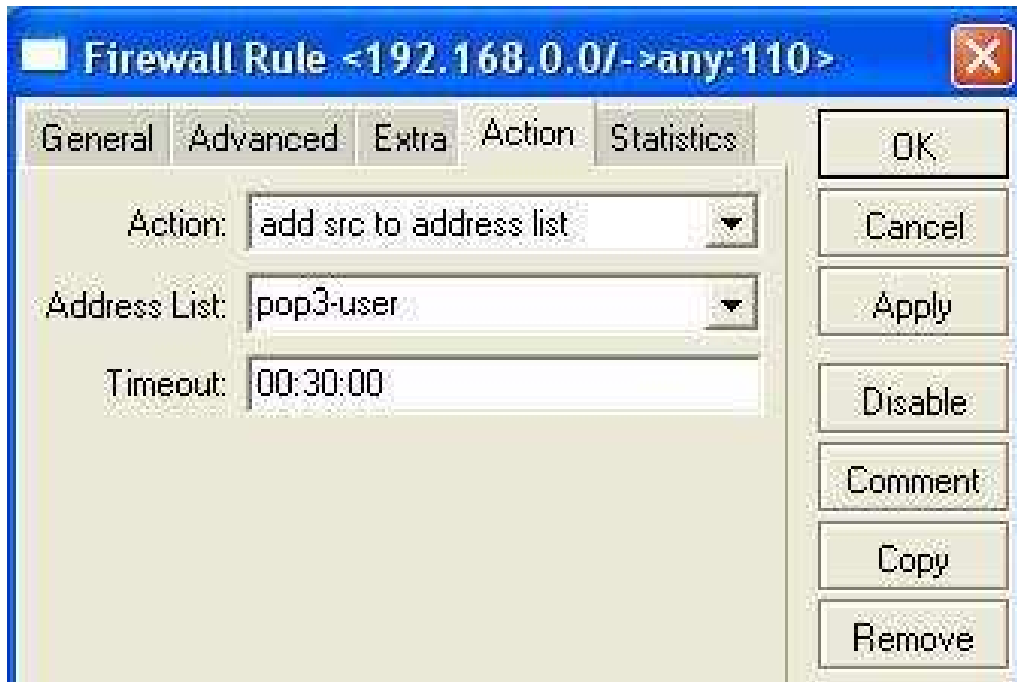 Firewall Rule <192.168.0.0/->any:110>
General Advanced Extra Action Statistics
OK
Action: add src to address list
Cancel
Address List: pop3-user
Apply
Timeout: 00:30:00
Disable
Comment
Copy
Remove